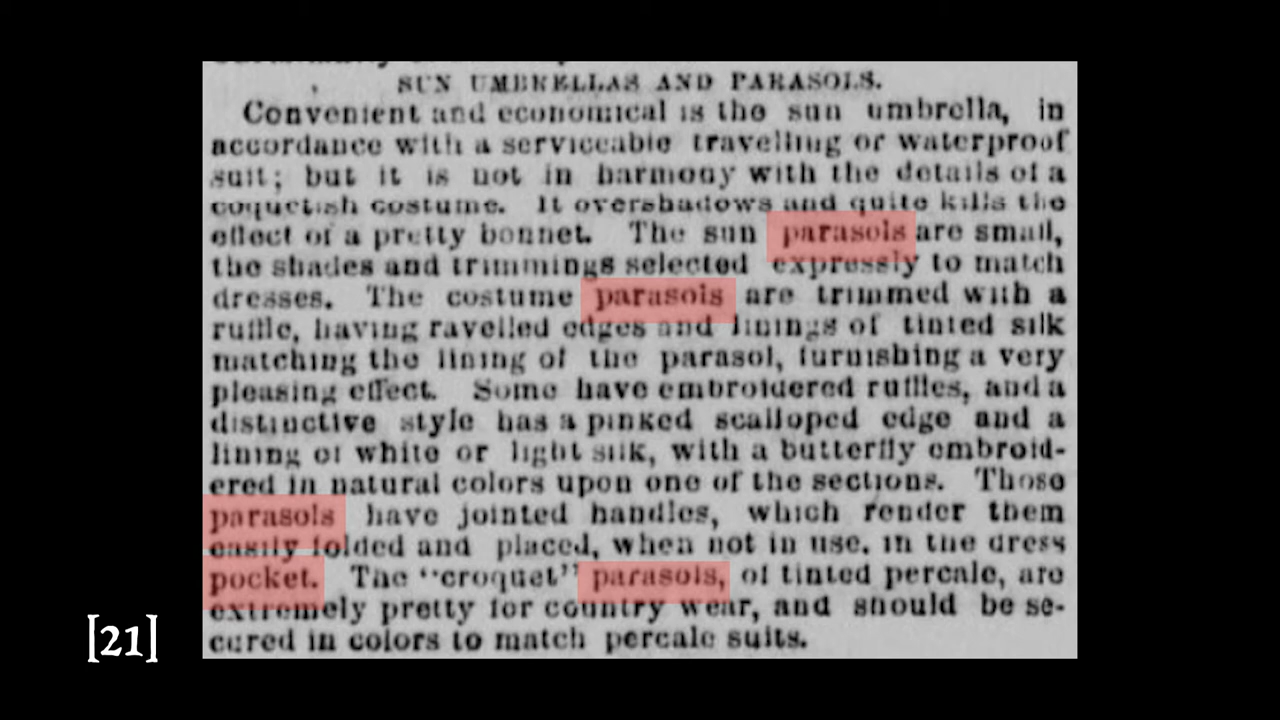 SUN UMBRELLAS AND PARASOLS.
Convenient and economical is the sun umbrella, in
accordance with a serviceable travelling or waterproof
suit; but it is not in harmony with the details of a
coquettish costume. It overshadows and quite kills the
effect of a pretty bonnet. The sun parasols are small,
the shades and trimmings selected expressly to match
dresses. The costume parasols are trimmed with a
ruffle, having ravelled edges and linings of tinted silk
matching the lining of the parasol, furnishing a very
pleasing effect. Some have embroidered ruffles, and a
distinctive style has a pinked scalloped edge and a
lining of white or light silk, with a butterfly embroid-
ered in natural colors upon one of the sections. Those
parasols have jointed handles, which render them
easily folded and placed, when not in use, in the dress
pocket. The "croquet" parasols, of tinted percale, are
extremely pretty for country wear, and should be se-
cured in colors to match percale suits.
[21]